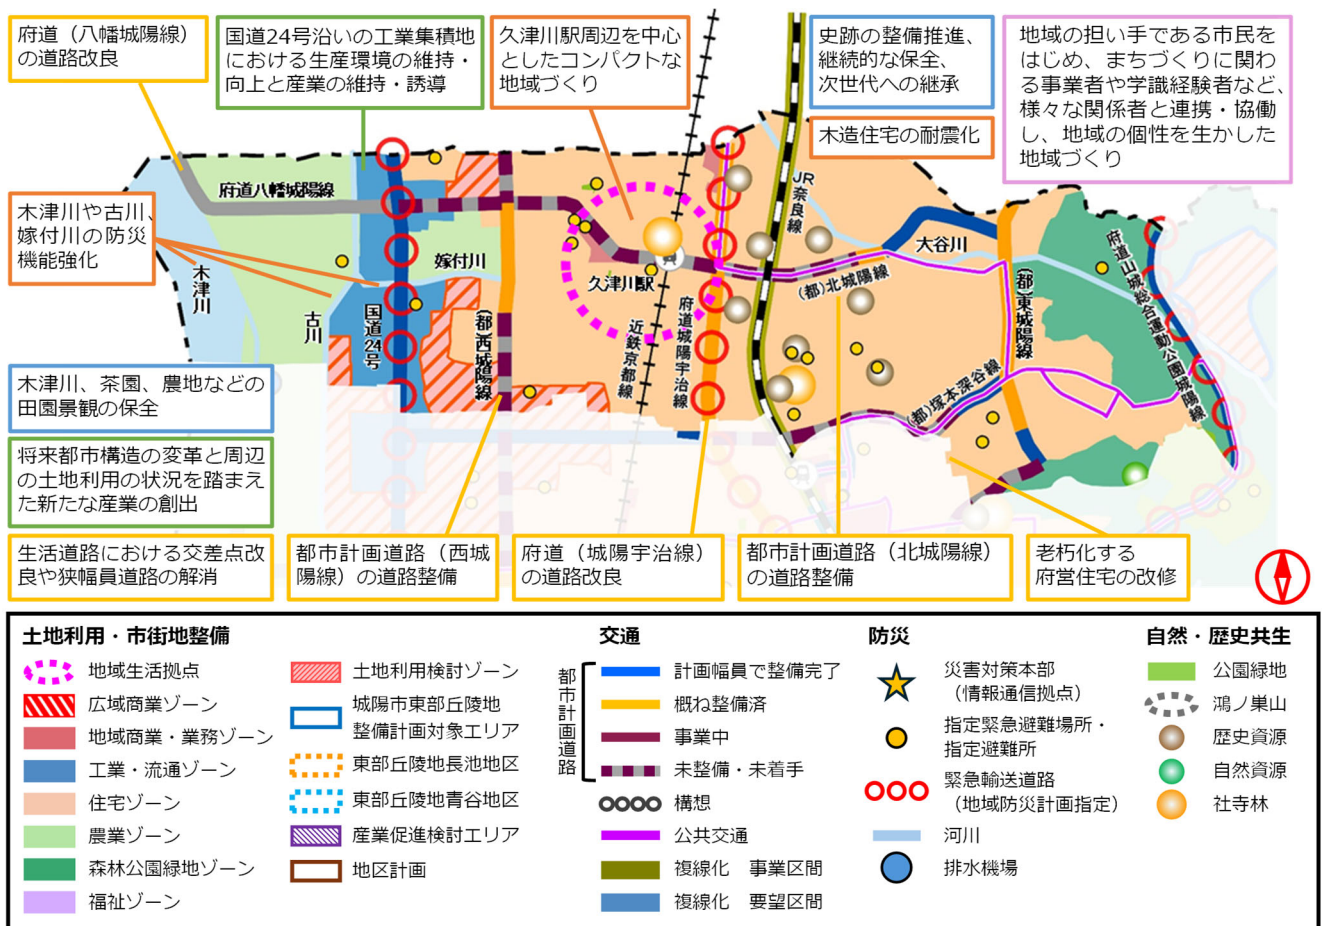 府道（八幡城陽線）
の道路改良
国道24号沿いの工業集積地
における生産環境の維持・
向上と産業の維持・誘導
久津川駅周辺を中心
としたコンパクトな
地域づくり
史跡の整備推進、
継続的な保全、
次世代への継承
木造住宅の耐震化
地域の担い手である市民を
はじめ、まちづくりに関わ
る事業者や学識経験者など、
様々な関係者と連携・協働
し、地域の個性を生かした
地域づくり
木津川や古川、
嫁付川の防災
機能強化
木津川、茶園、農地などの
田園景観の保全
将来都市構造の変革と周辺
の土地利用の状況を踏まえ
た新たな産業の創出
生活道路における交差点改
良や狭幅員道路の解消
都市計画道路（西城
陽線）の道路整備
府道（城陽宇治線）
の道路改良
都市計画道路（北城陽線）
の道路整備
老朽化する
府営住宅の改修
府道八幡城陽線
木津川
古川
国道24号
嫁付川
(都)西城陽線
久津川駅
近鉄京都線
府道城陽宇治線
JR奈良線
(都)北城陽線
大谷川
(都)東城陽線
(都)塚本深谷線
府道山城総合運動公園城陽線
土地利用・市街地整備
地域生活拠点
広域商業ゾーン
地域商業・業務ゾーン
工業・流通ゾーン
住宅ゾーン
農業ゾーン
森林公園緑地ゾーン
福祉ゾーン
土地利用検討ゾーン
城陽市東部丘陵地
整備計画対象エリア
東部丘陵地長池地区
東部丘陵地青谷地区
産業促進検討エリア
地区計画
交通
都市計画道路
計画幅員で整備完了
概ね整備済
事業中
未整備・未着手
構想
公共交通
複線化　事業区間
複線化　要望区間
防災
災害対策本部
（情報通信拠点）
指定緊急避難場所・
指定避難所
緊急輸送道路
（地域防災計画指定）
河川
排水機場
自然・歴史共生
公園緑地
鴻ノ巣山
歴史資源
自然資源
社寺林